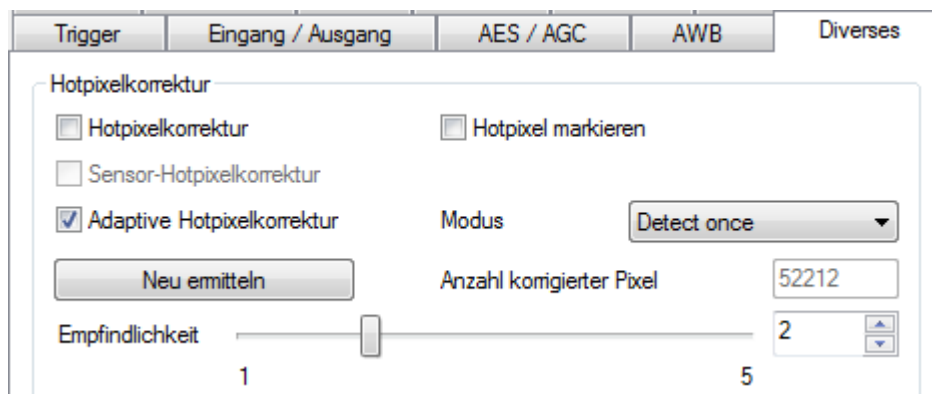 Trigger Eingang / Ausgang AES / AGC AWB Diverses
Hotpixelkorrektur
Hotpixelkorrektur Hotpixel markieren
Sensor-Hotpixelkorrektur
Adaptive Hotpixelkorrektur Modus Detect once
Neu ermitteln Anzahl korrigierter Pixel 52212
Empfindlichkeit 2
1 5